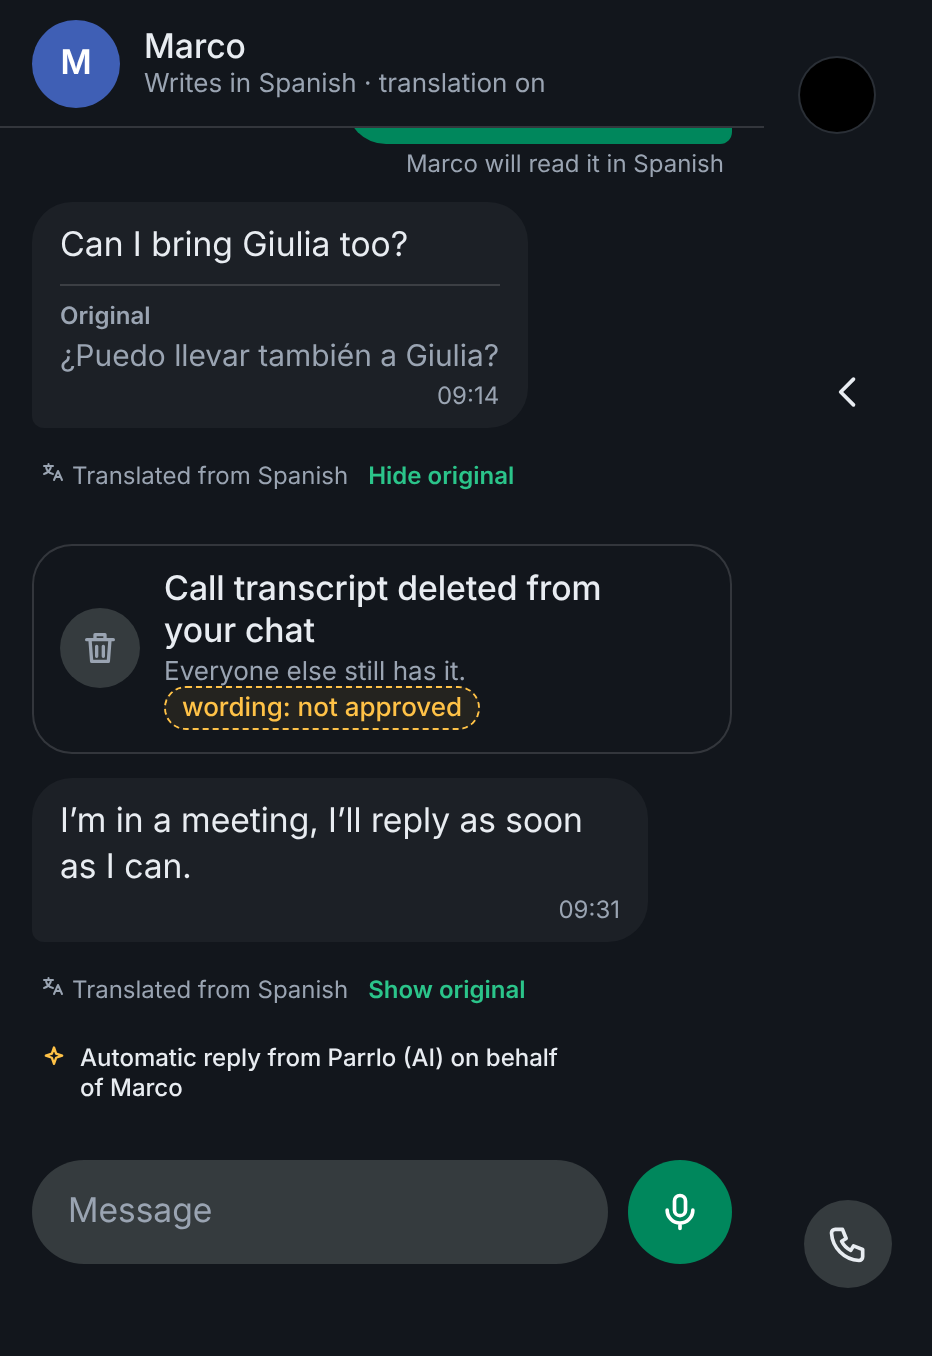 M
Marco
Writes in Spanish · translation on
Marco will read it in Spanish
Can I bring Giulia too?
Original
¿Puedo llevar también a Giulia?
09:14
Translated from Spanish Hide original
Call transcript deleted from
your chat
Everyone else still has it.
wording: not approved
I’m in a meeting, I’ll reply as soon
as I can.
09:31
Translated from Spanish Show original
Automatic reply from Parrlo (AI) on behalf
of Marco
Message